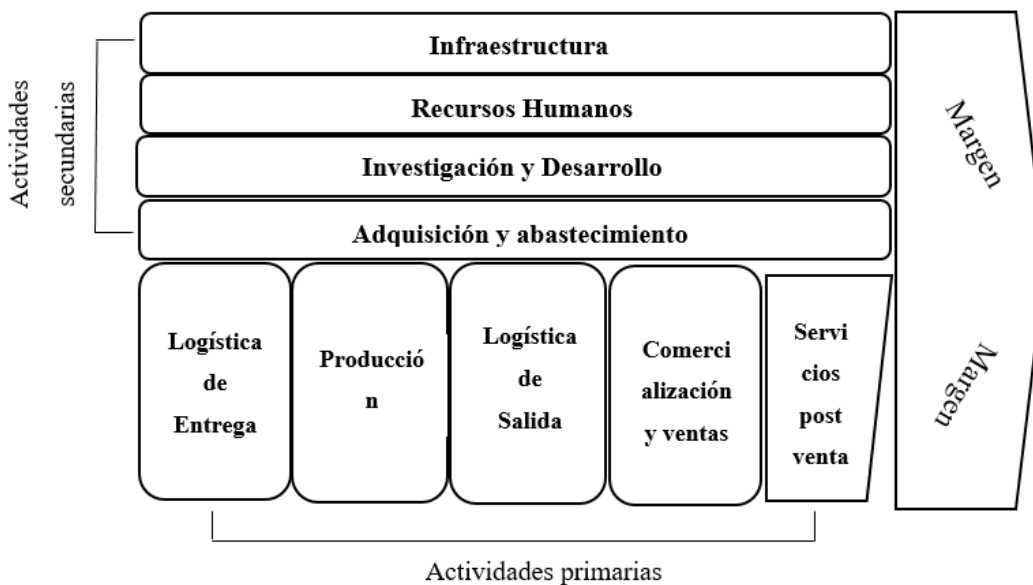 Actividades
secundarias
Infraestructura
Recursos Humanos
Investigación y Desarrollo
Adquisición y abastecimiento
Logística
de
Entrega
Producció
n
Logística
de
Salida
Comerci
alización
y ventas
Servi
cios
post
venta
Margen
Margen
Actividades primarias